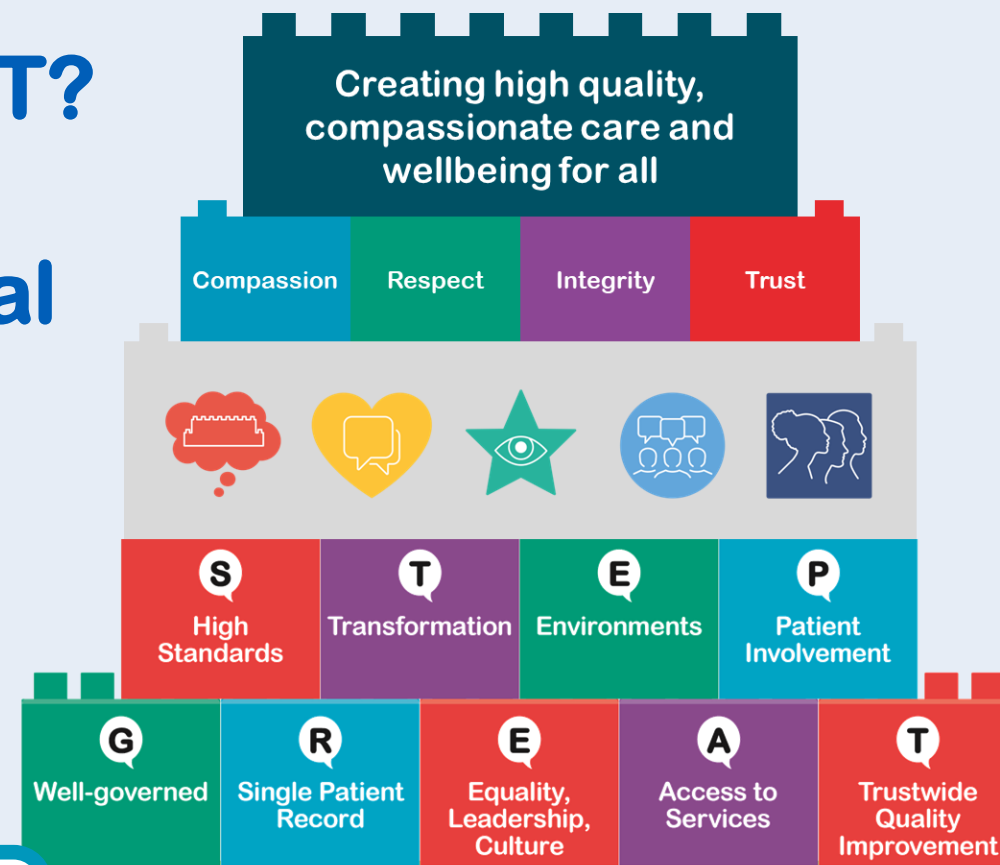 T?
al
Creating high quality,
compassionate care and
wellbeing for all
Compassion
Respect
Integrity
Trust
S
High
Standards
T
Transformation
E
Environments
P
Patient
Involvement
G
Well-governed
R
Single Patient
Record
E
Equality,
Leadership,
Culture
A
Access to
Services
T
Trustwide
Quality
Improvement